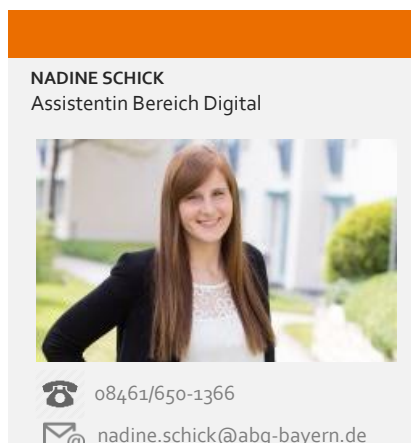 NADINE SCHICK
Assistentin Bereich Digital
08461/650-1366
nadine.schick@abg-bayern.de